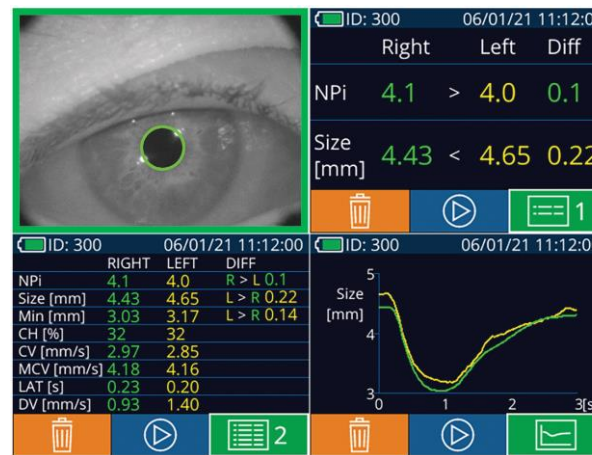 ID: 300 06/01/21 11:12:0
Right Left Diff
NPi 4.1 > 4.0 0.1
Size
[mm] 4.43 < 4.65 0.22
1
ID: 300 06/01/21 11:12:00
RIGHT LEFT DIFF
NPi 4.1 4.0 R > L 0.1
Size [mm] 4.43 4.65 L > R 0.22
Min [mm] 3.03 3.17 L > R 0.14
CH [%] 32 32
CV [mm/s] 2.97 2.85
MCV [mm/s] 4.18 4.16
LAT [s] 0.23 0.20
DV [mm/s] 0.93 1.40
2
ID: 300 06/01/21 11:12:0
5
Size
[mm]
4
3
0 1 2 3[s